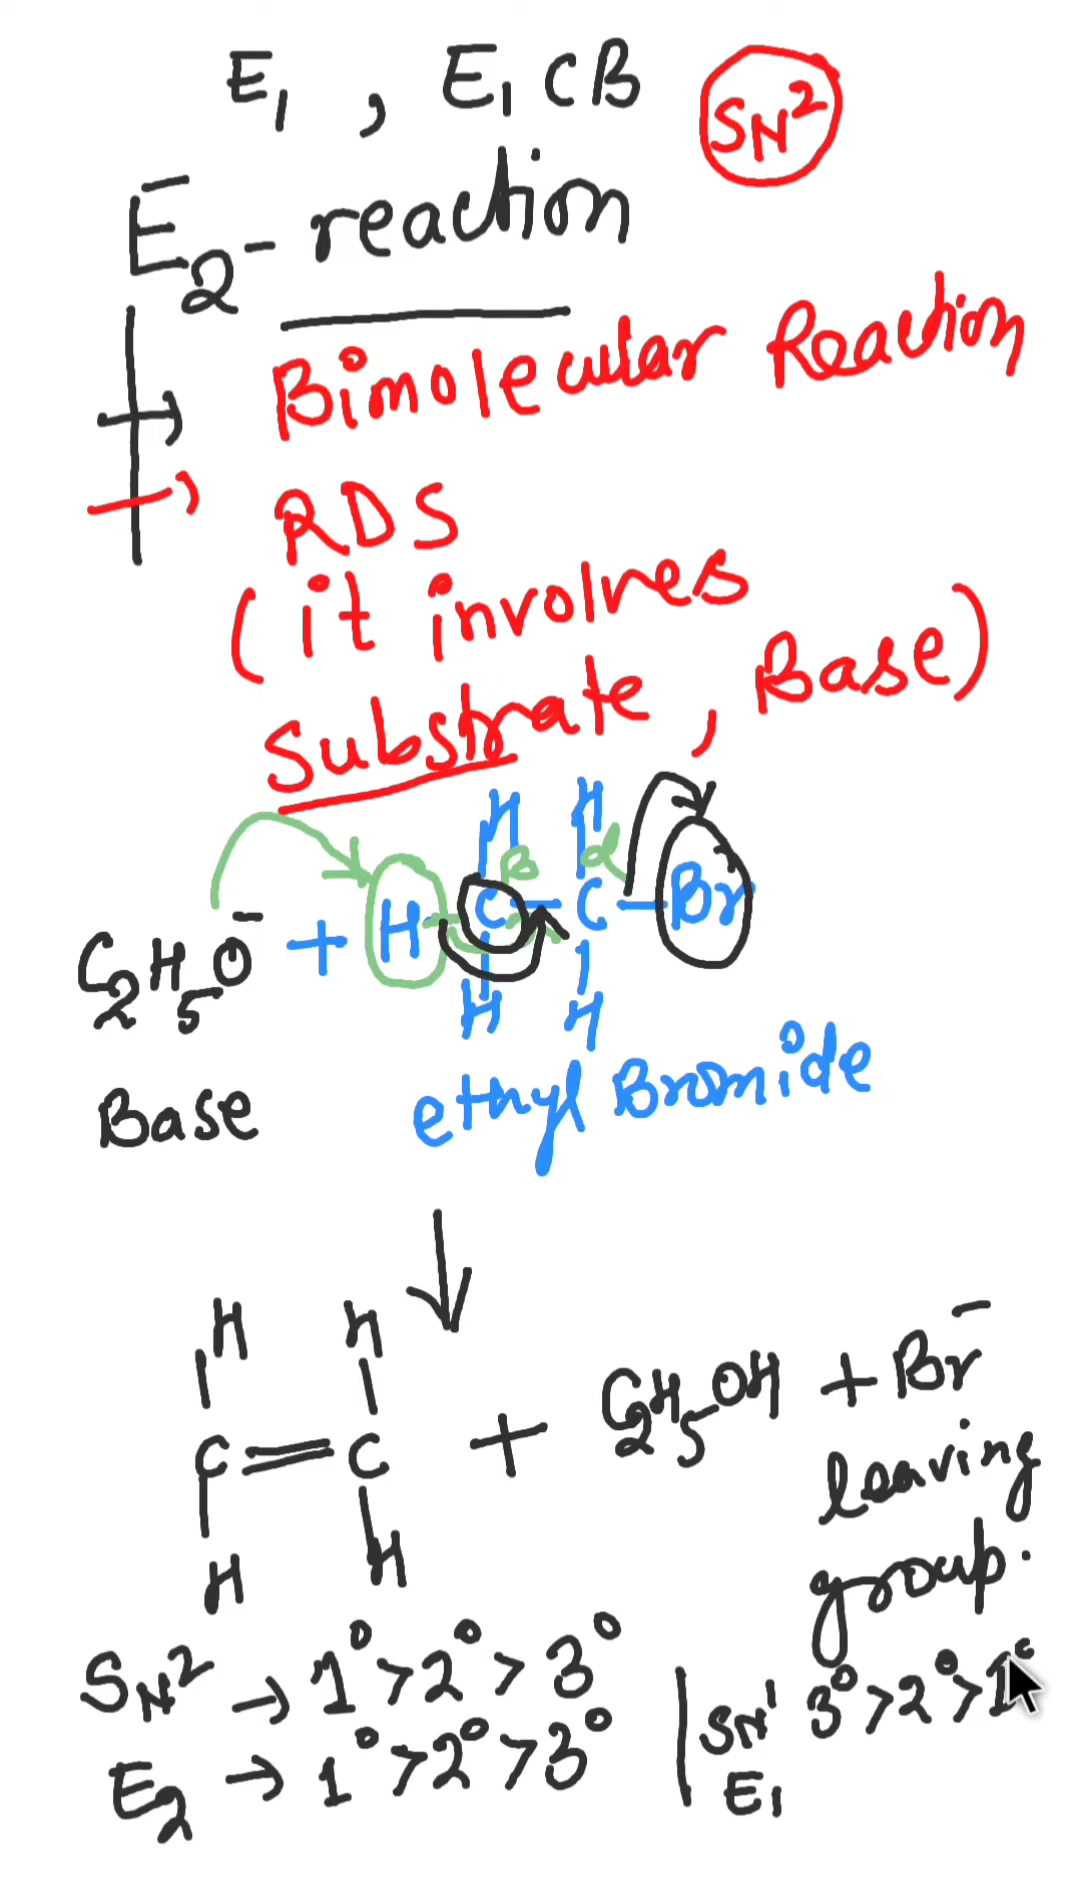 E1 , E1CB SN²
E2 - reaction
Bimolecular Reaction
RDS
(it involves
Substrate, Base)
H H
β α
C2H5O⁻ + H C - C - Br
H H
Base ethyl Bromide
H H
C = C + C2H5OH + Br⁻
leaving
H H
group.
SN² → 1° > 2° > 3° | SN¹ 3° > 2° > 1°
E2 → 1° > 2° > 3° | E1